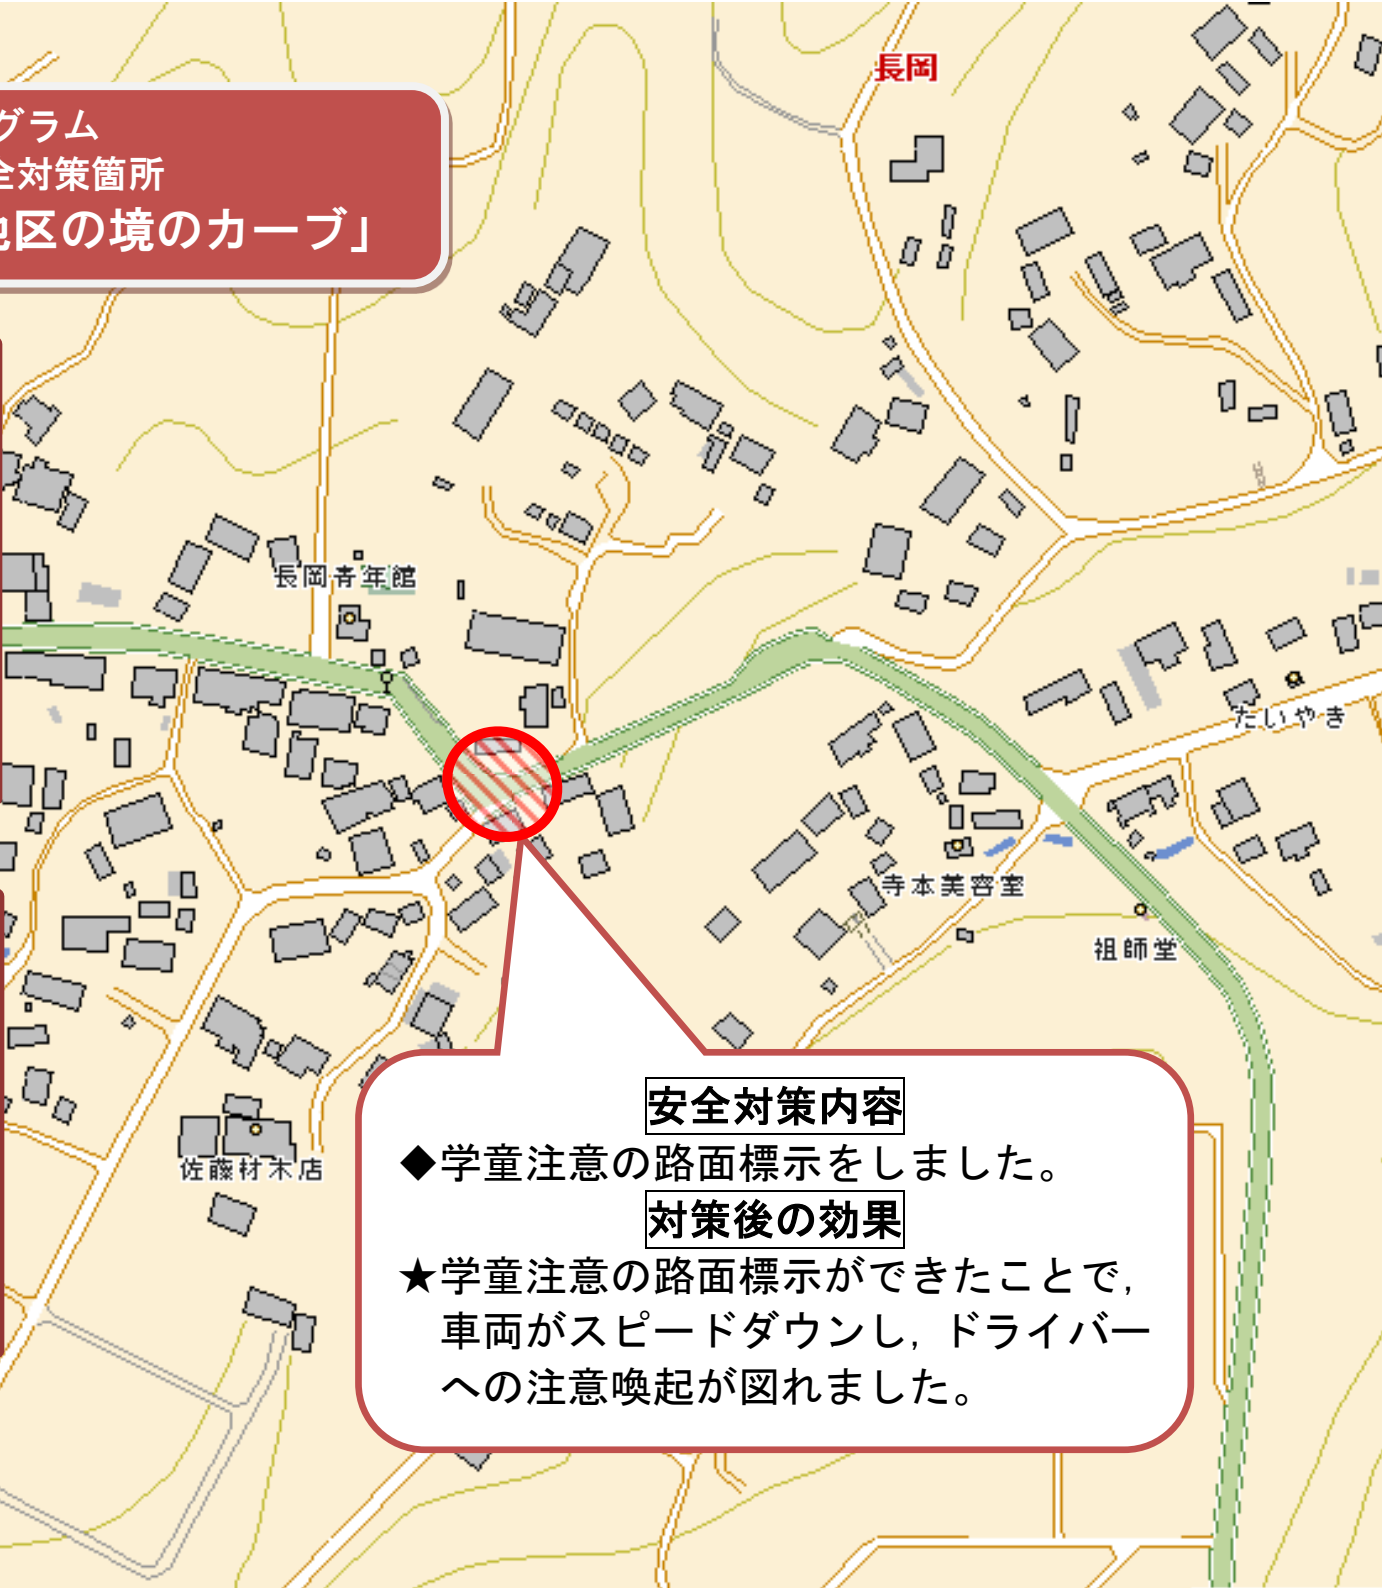 グラム
全対策箇所
地区の境のカーブ」
長岡
長岡青年館
たいやき
寺本美容室
祖師堂
佐藤材木店
安全対策内容
◆学童注意の路面標示をしました。
対策後の効果
★学童注意の路面標示ができたことで,
車両がスピードダウンし, ドライバー
への注意喚起が図れました。